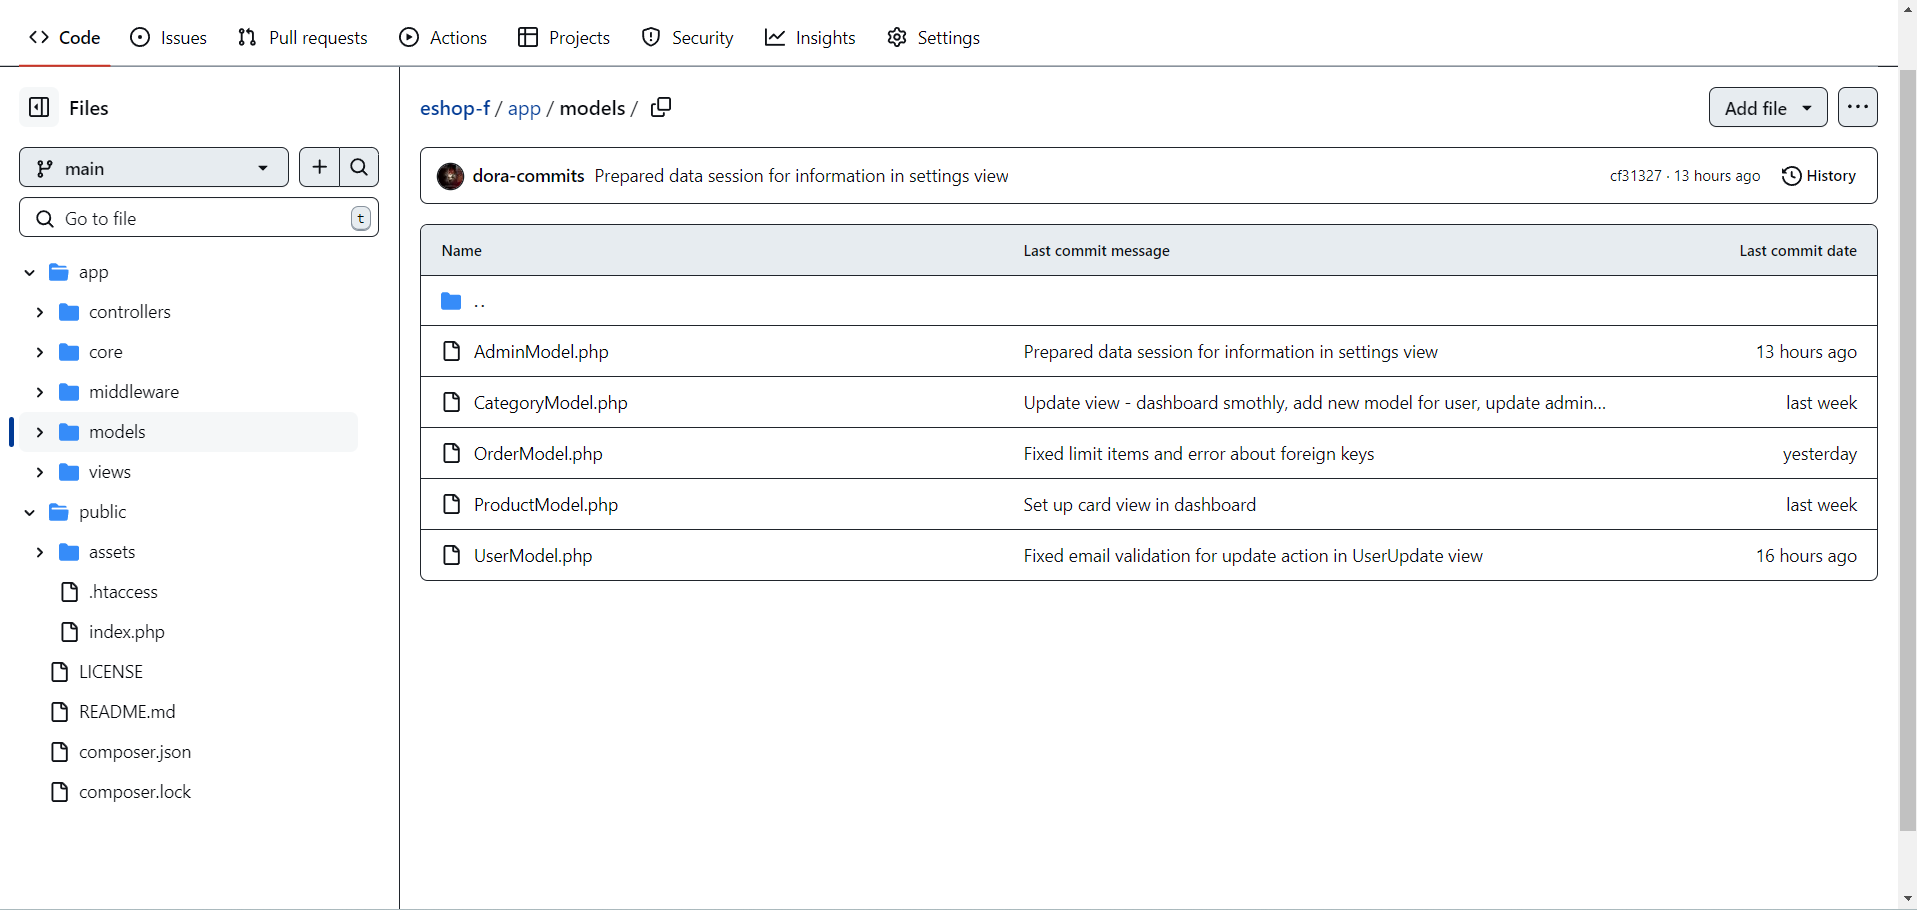 Code Issues Pull requests Actions Projects Security Insights Settings
Files
main
Go to file t
app
controllers
core
middleware
models
views
public
assets
.htaccess
index.php
LICENSE
README.md
composer.json
composer.lock
eshop-f / app / models /
Add file
dora-commits Prepared data session for information in settings view cf31327 · 13 hours ago History
Name Last commit message Last commit date
..
AdminModel.php Prepared data session for information in settings view 13 hours ago
CategoryModel.php Update view - dashboard smothly, add new model for user, update admin... last week
OrderModel.php Fixed limit items and error about foreign keys yesterday
ProductModel.php Set up card view in dashboard last week
UserModel.php Fixed email validation for update action in UserUpdate view 16 hours ago